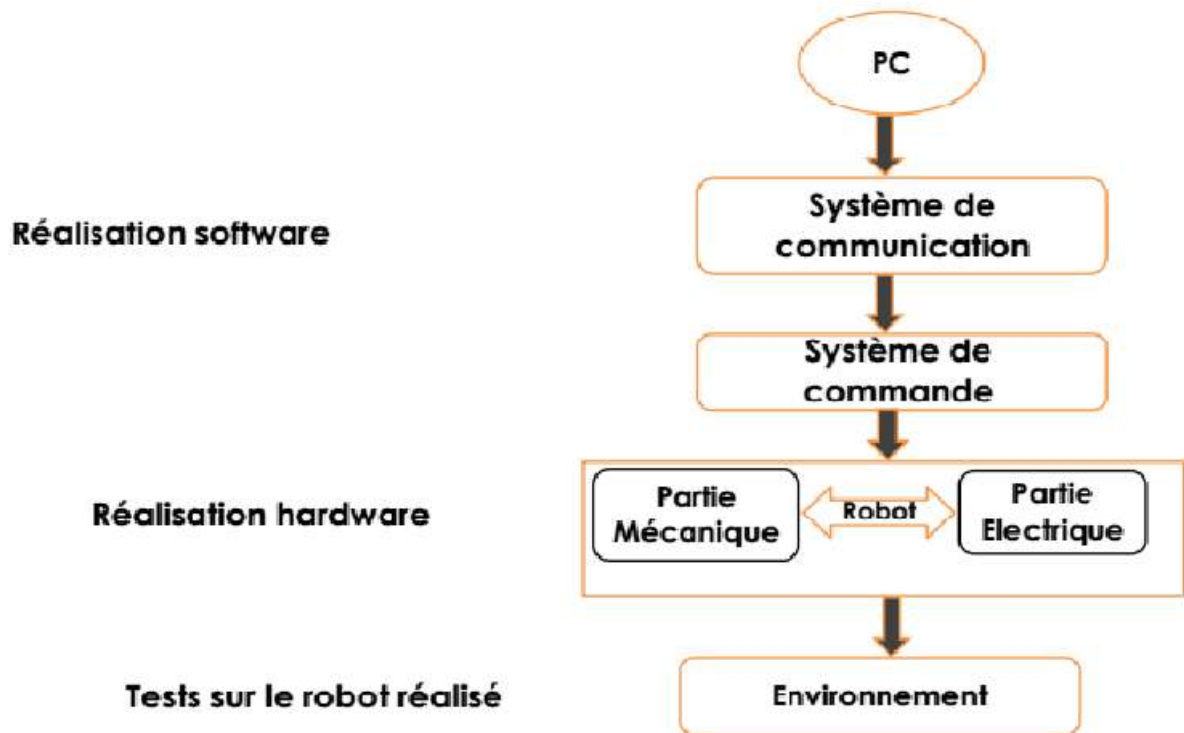 PC
Réalisation software
Système de
communication
Système de
commande
Réalisation hardware
Partie
Mécanique
Robot
Partie
Electrique
Tests sur le robot réalisé
Environnement